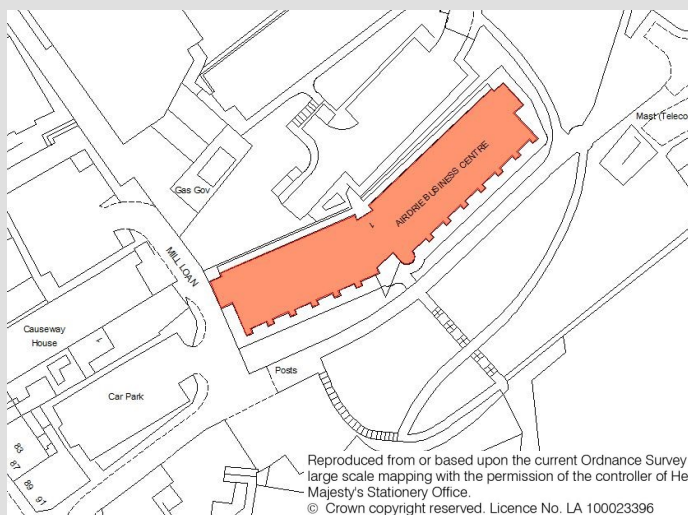 Mast (Teleco
AIRDRIE BUSINESS CENTRE
1
Gas Gov
MILL LOAN
Causeway
House
1
Posts
Car Park
83
87
89
91
Reproduced from or based upon the current Ordnance Survey
large scale mapping with the permission of the controller of He
Majesty's Stationery Office.
© Crown copyright reserved. Licence No. LA 100023396